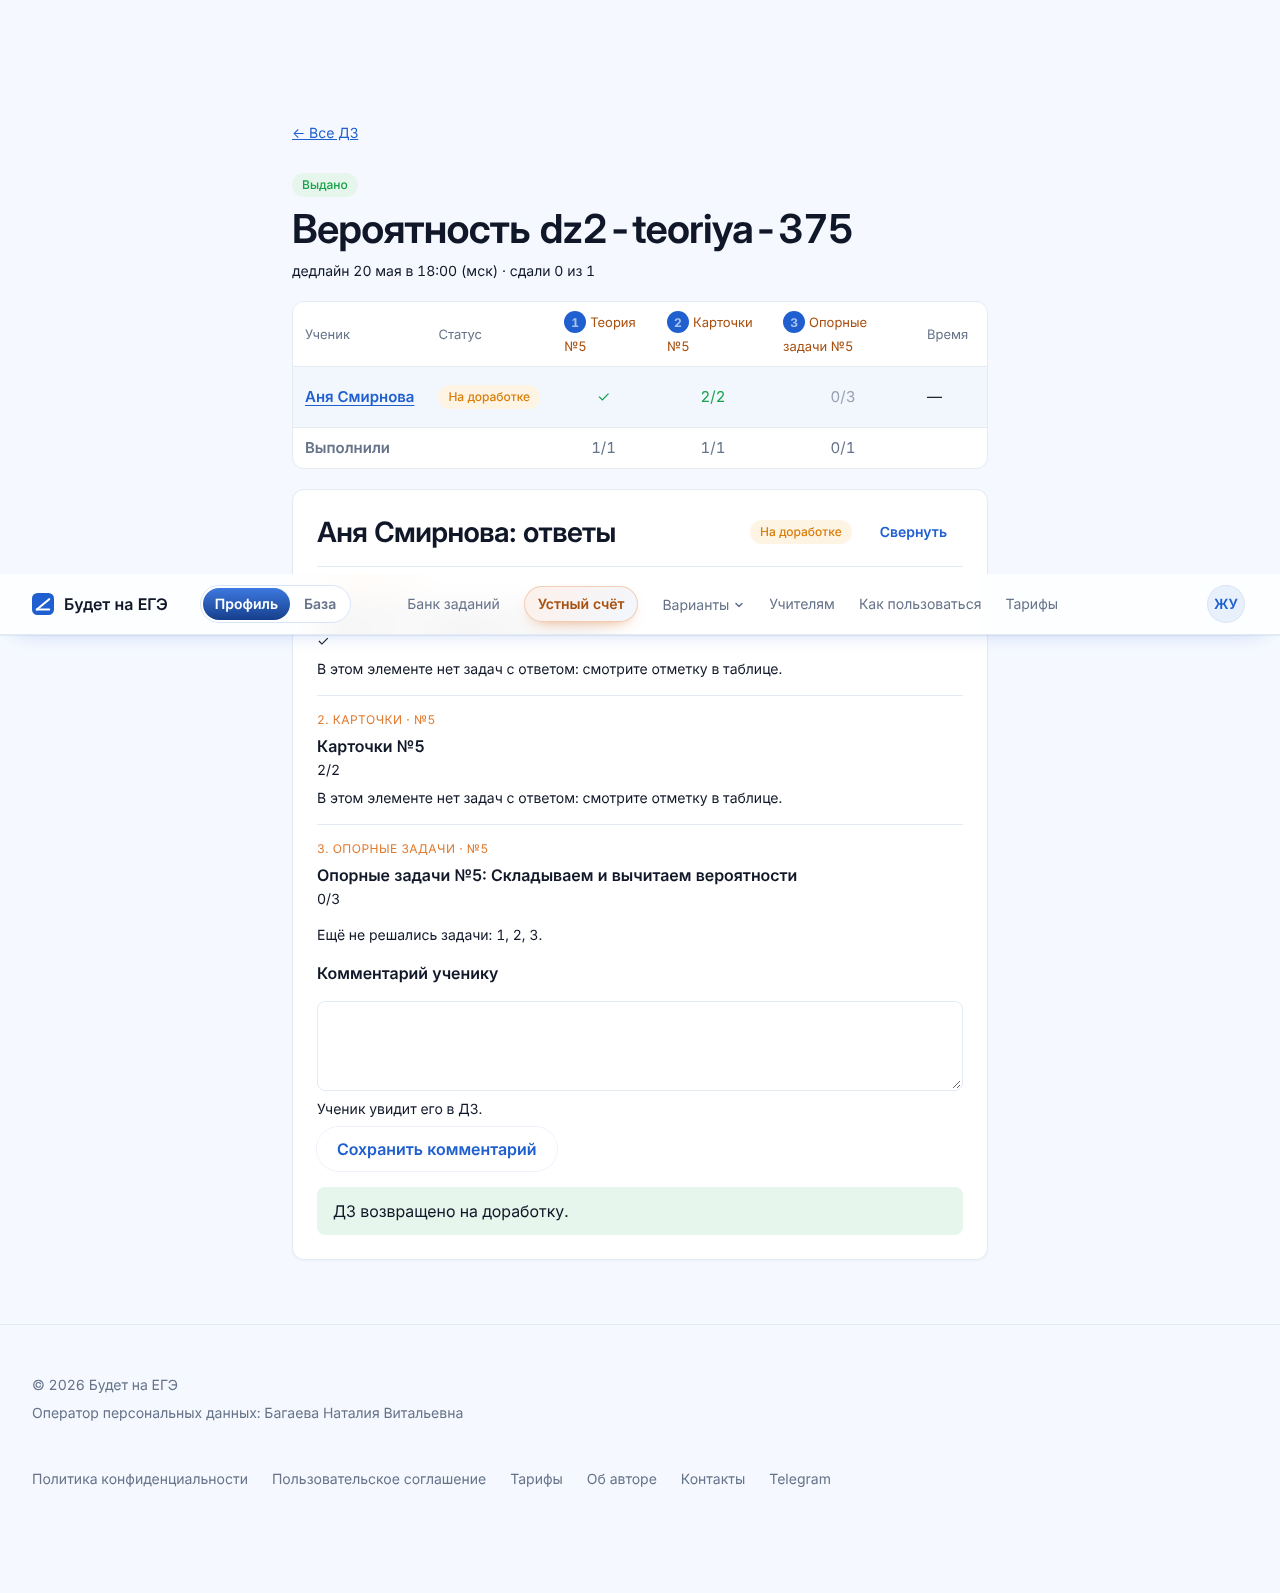 ← Все ДЗ
Выдано
Вероятность dz2-teoriya-375
дедлайн 20 мая в 18:00 (мск) · сдали 0 из 1
Ученик Статус 1 Теория №5 2 Карточки №5 3 Опорные задачи №5 Время
Аня Смирнова На доработке ✓ 2/2 0/3 —
Выполнили 1/1 1/1 0/1
Аня Смирнова: ответы На доработке Свернуть
Будет на ЕГЭ Профиль База Банк заданий Устный счёт Варианты Учителям Как пользоваться Тарифы ЖУ
✓
В этом элементе нет задач с ответом: смотрите отметку в таблице.
2. КАРТОЧКИ · №5
Карточки №5
2/2
В этом элементе нет задач с ответом: смотрите отметку в таблице.
3. ОПОРНЫЕ ЗАДАЧИ · №5
Опорные задачи №5: Складываем и вычитаем вероятности
0/3
Ещё не решались задачи: 1, 2, 3.
Комментарий ученику
Ученик увидит его в ДЗ.
Сохранить комментарий
ДЗ возвращено на доработку.
© 2026 Будет на ЕГЭ
Оператор персональных данных: Багаева Наталия Витальевна
Политика конфиденциальности Пользовательское соглашение Тарифы Об авторе Контакты Telegram